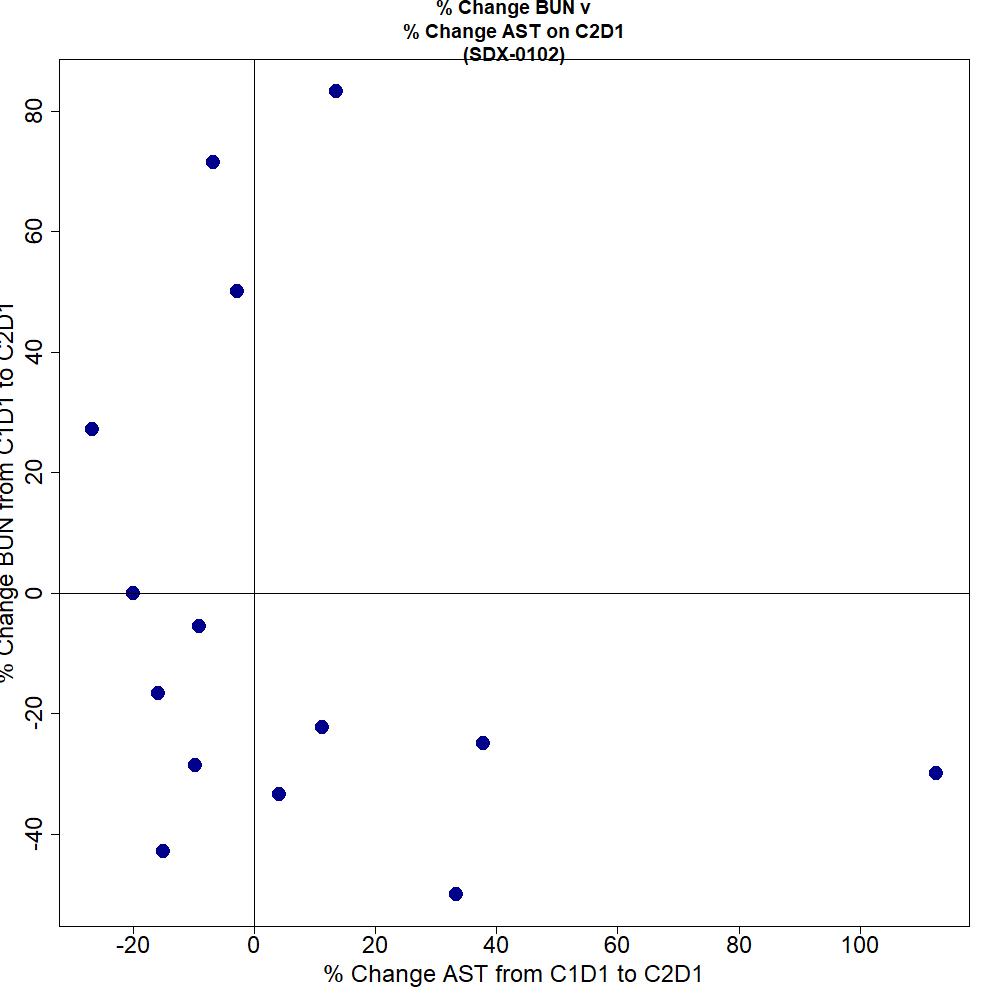 % Change BUN v
% Change AST on C2D1
(SDX-0102)
% Change BUN from C1D1 to C2D1
80
60
40
20
0
-20
-40
-20 0 20 40 60 80 100
% Change AST from C1D1 to C2D1